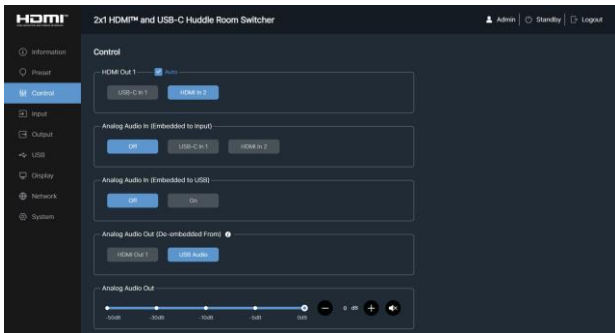 HDMI™
2x1 HDMI™ and USB-C Huddle Room Switcher
Admin | Standby | Logout
Information
Preset
Control
Input
Output
USB
Display
Network
System
Control
HDMI Out 1 Auto
USB-C In 1 HDMI In 2
Analog Audio In (Embedded to Input)
Off USB-C In 1 HDMI In 2
Analog Audio In (Embedded to USB)
Off On
Analog Audio Out (De-embedded From)
HDMI Out 1 USB Audio
Analog Audio Out
0 dB
-50dB -30dB -10dB -5dB 0dB